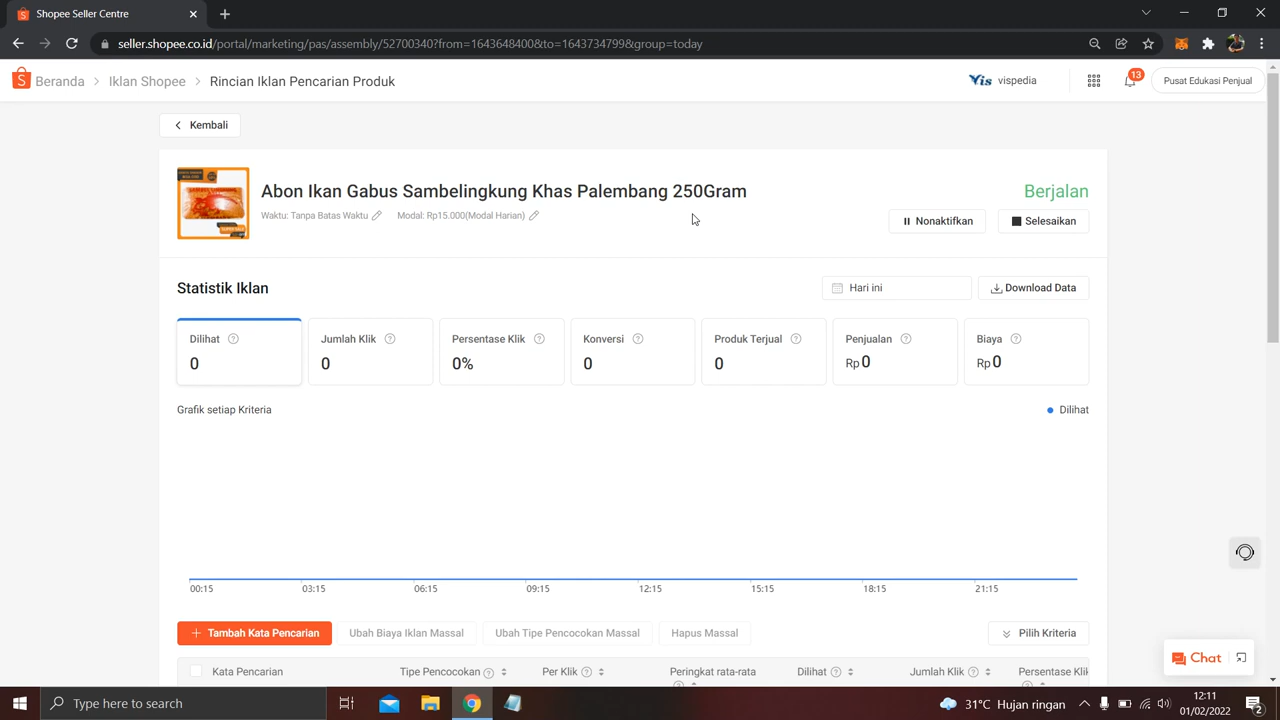 Shopee Seller Centre
seller.shopee.co.id/portal/marketing/pas/assembly/52700340?from=1643648400&to=1643734799&group=today
Beranda > Iklan Shopee > Rincian Iklan Pencarian Produk
Vis vispedia
13
Pusat Edukasi Penjual
Kembali
Abon Ikan Gabus Sambelingkung Khas Palembang 250Gram
Berjalan
Waktu: Tanpa Batas Waktu
Modal: Rp15.000(Modal Harian)
Nonaktifkan
Selesaikan
Statistik Iklan
Hari ini
Download Data
Dilihat
0
Jumlah Klik
0
Persentase Klik
0%
Konversi
0
Produk Terjual
0
Penjualan
Rp0
Biaya
Rp0
Grafik setiap Kriteria
Dilihat
00:15 03:15 06:15 09:15 12:15 15:15 18:15 21:15
+ Tambah Kata Pencarian
Ubah Biaya Iklan Massal
Ubah Tipe Pencocokan Massal
Hapus Massal
Pilih Kriteria
Kata Pencarian Tipe Pencocokan Per Klik Peringkat rata-rata Dilihat Jumlah Klik Persentase Klik
Chat
Type here to search
31°C Hujan ringan
12:11
01/02/2022
2